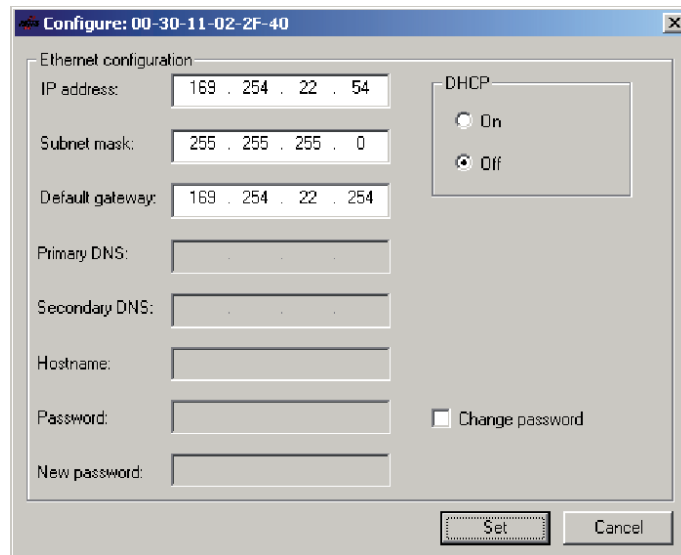 Configure: 00-30-11-02-2F-40
Ethernet configuration
IP address: 169 . 254 . 22 . 54
DHCP
On
Off
Subnet mask: 255 . 255 . 255 . 0
Default gateway: 169 . 254 . 22 . 254
Primary DNS: . . .
Secondary DNS: . . .
Hostname:
Password:
Change password
New password:
Set Cancel